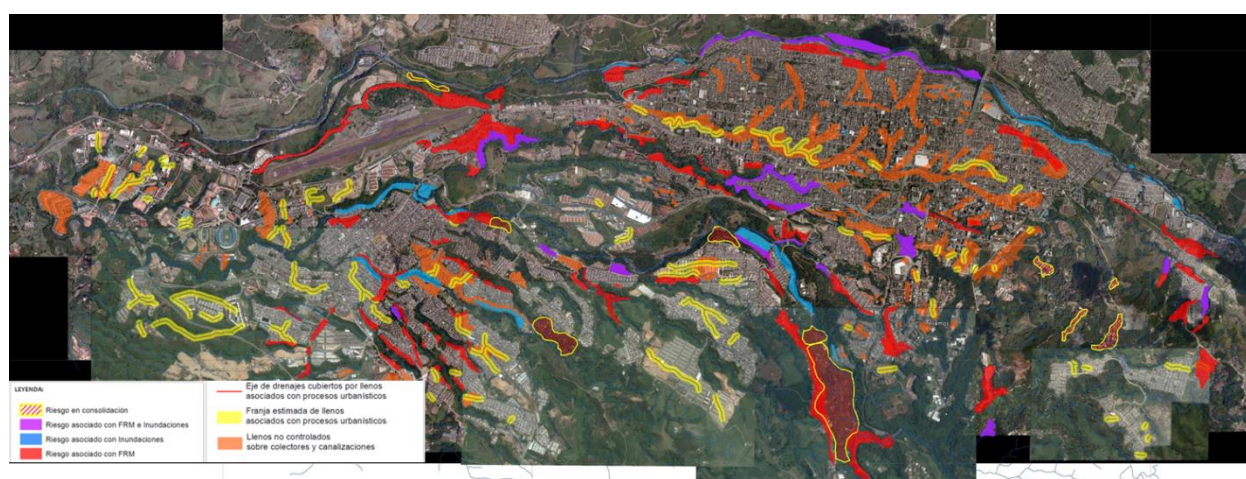 LEYENDA:
Riesgo en consolidación
Riesgo asociado con FRM e Inundaciones
Riesgo asociado con Inundaciones
Riesgo asociado con FRM
Eje de drenajes cubiertos por llenos
asociados con procesos urbanísticos
Franja estimada de llenos
asociados con procesos urbanísticos
Llenos no controlados
sobre colectores y canalizaciones